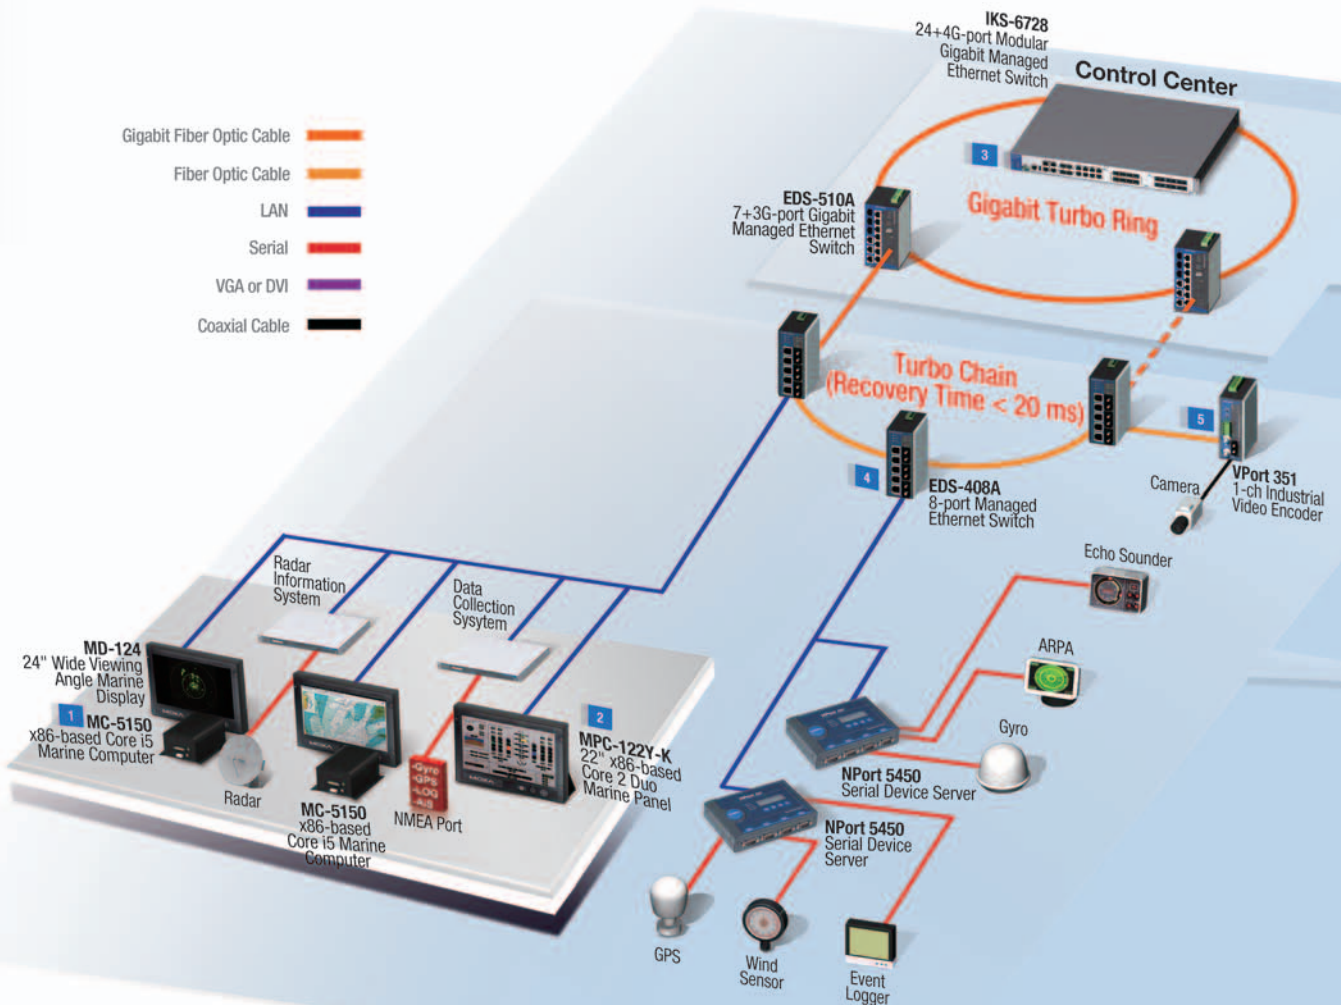 IKS-6728
24+4G-port Modular
Gigabit Managed
Ethernet Switch
Control Center
Gigabit Fiber Optic Cable
Fiber Optic Cable
LAN
Serial
VGA or DVI
Coaxial Cable
3
EDS-510A
7+3G-port Gigabit
Managed Ethernet
Switch
Gigabit Turbo Ring
Turbo Chain
(Recovery Time < 20 ms)
5
VPort 351
1-ch Industrial
Video Encoder
Camera
4
EDS-408A
8-port Managed
Ethernet Switch
Echo Sounder
ARPA
Gyro
NPort 5450
Serial Device Server
NPort 5450
Serial Device
Server
GPS
Wind
Sensor
Event
Logger
Radar
Information
System
Data
Collection
Sysytem
MD-124
24" Wide Viewing
Angle Marine
Display
1
MC-5150
x86-based Core i5
Marine Computer
Radar
MOXA
MC-5150
x86-based
Core i5 Marine
Computer
-Gyro
-GPS
-LOG
-AIS
NMEA Port
MOXA
2
MPC-122Y-K
22" x86-based
Core 2 Duo
Marine Panel